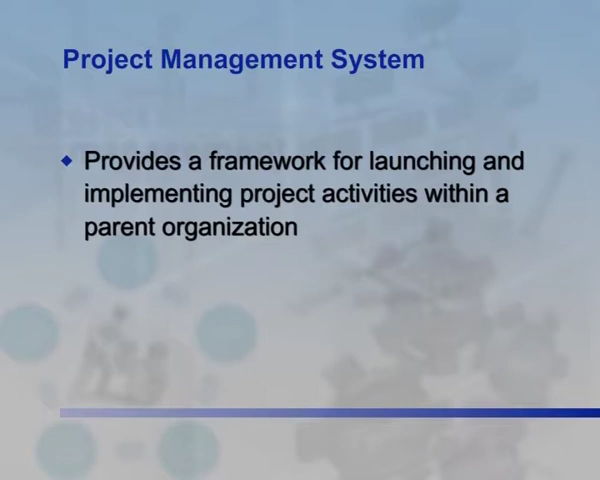 Project Management System
Provides a framework for launching and
implementing project activities within a
parent organization